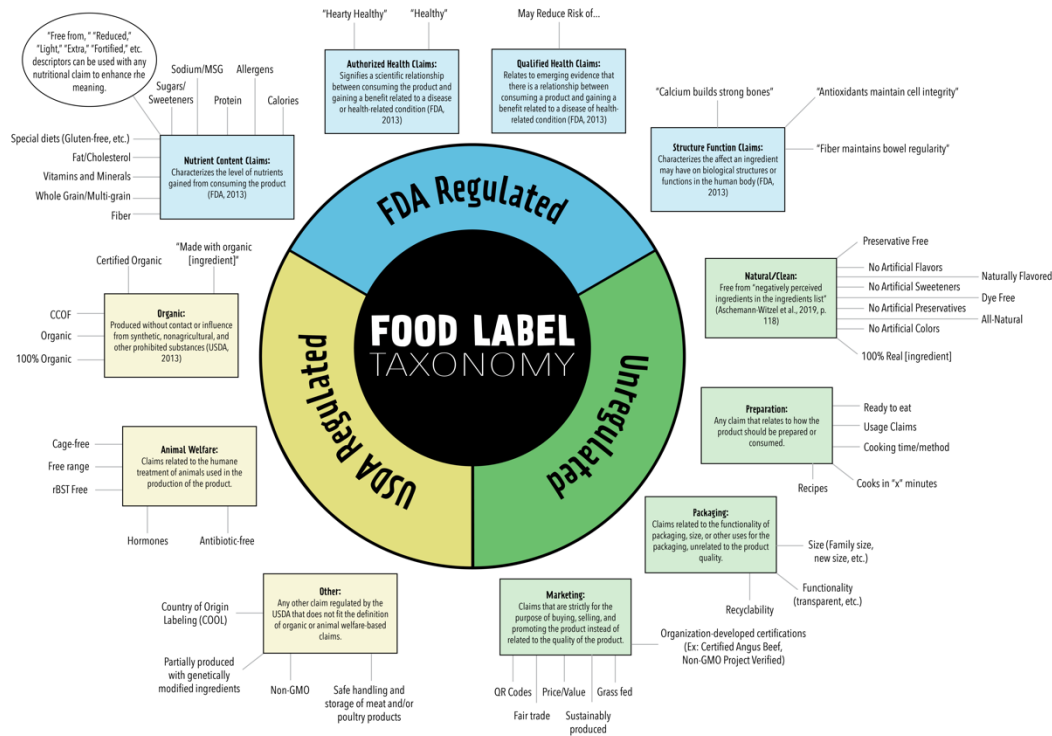 "Free from, " "Reduced,"
"Light," "Extra," "Fortified," etc.
descriptors can be used with any
nutritional claim to enhance rhe
meaning.
Sodium/MSG
Allergens
Sugars/
Sweeteners
Protein
Calories
Special diets (Gluten-free, etc.)
Fat/Cholesterol
Vitamins and Minerals
Whole Grain/Multi-grain
Fiber
Nutrient Content Claims:
Characterizes the level of nutrients
gained from consuming the product
(FDA, 2013)
"Hearty Healthy"
"Healthy"
Authorized Health Claims:
Signifies a scientific relationship
between consuming the product and
gaining a benefit related to a disease
or health-related condition (FDA,
2013)
May Reduce Risk of...
Qualified Health Claims:
Relates to emerging evidence that
there is a relationship between
consuming a product and gaining a
benefit related to a disease of health-
related condition (FDA, 2013)
"Calcium builds strong bones"
"Antioxidants maintain cell integrity"
"Fiber maintains bowel regularity"
Structure Function Claims:
Characterizes the affect an ingredient
may have on biological structures or
functions in the human body (FDA,
2013)
FDA Regulated
FOOD LABEL
TAXONOMY
USDA Regulated
Unregulated
Certified Organic
"Made with organic
[ingredient]"
CCOF
Organic
100% Organic
Organic:
Produced without contact or influence
from synthetic, nonagricultural, and
other prohibited substances (USDA,
2013)
Cage-free
Free range
rBST Free
Animal Welfare:
Claims related to the humane
treatment of animals used in the
production of the product.
Hormones
Antibiotic-free
Other:
Any other claim regulated by the
USDA that does not fit the definition
of organic or animal welfare-based
claims.
Country of Origin
Labeling (COOL)
Partially produced
with genetically
modified ingredients
Non-GMO
Safe handling and
storage of meat and/or
poultry products
Preservative Free
Natural/Clean:
Free from "negatively perceived
ingredients in the ingredients list"
(Aschemann-Witzel et al., 2019, p.
118)
No Artificial Flavors
Naturally Flavored
No Artificial Sweeteners
Dye Free
No Artificial Preservatives
All-Natural
No Artificial Colors
100% Real [ingredient]
Preparation:
Any claim that relates to how the
product should be prepared or
consumed.
Ready to eat
Usage Claims
Cooking time/method
Cooks in "x" minutes
Recipes
Packaging:
Claims related to the functionality of
packaging, size, or other uses for the
packaging, unrelated to the product
quality.
Size (Family size,
new size, etc.)
Functionality
(transparent, etc.)
Recyclability
Marketing:
Claims that are strictly for the
purpose of buying, selling, and
promoting the product instead of
related to the quality of the product.
Organization-developed certifications
(Ex: Certified Angus Beef,
Non-GMO Project Verified)
QR Codes
Price/Value
Grass fed
Fair trade
Sustainably
produced